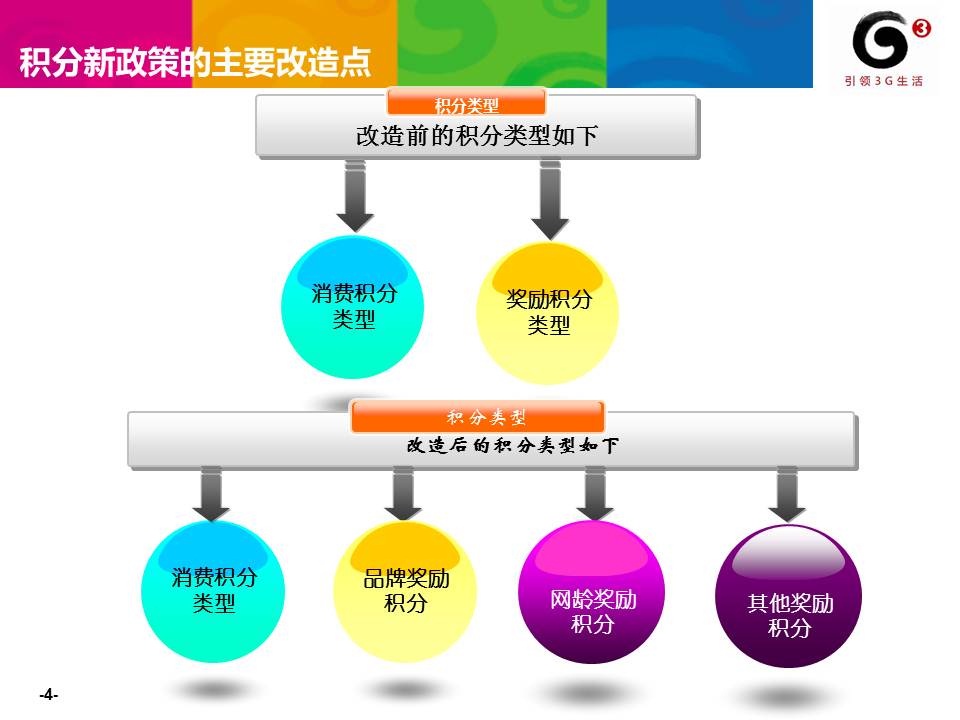 积分新政策的主要改造点
3
引领3G生活
积分类型
改造前的积分类型如下
消费积分
类型
奖励积分
类型
积分类型
改造后的积分类型如下
消费积分
类型
品牌奖励
积分
网龄奖励
积分
其他奖励
积分
-4-